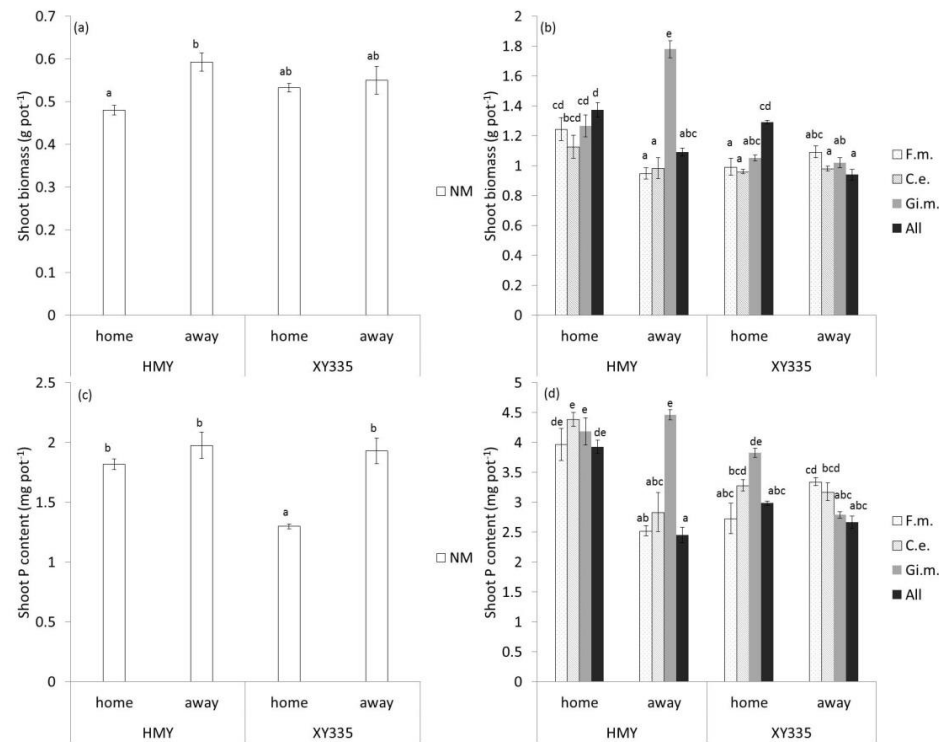 (a)
Shoot biomass (g pot-1)
0.7
0.6
0.5
0.4
0.3
0.2
0.1
0
a
b
ab
ab
NM
home away home away
HMY XY335
(b)
Shoot biomass (g pot-1)
2
1.8
1.6
1.4
1.2
1
0.8
0.6
0.4
0.2
0
cd bcd cd d
a a e abc
a a abc cd
abc a ab a
F.m.
C.e.
Gi.m.
All
home away home away
HMY XY335
(c)
Shoot P content (mg pot-1)
2.5
2
1.5
1
0.5
0
b
b
a
b
NM
home away home away
HMY XY335
(d)
Shoot P content (mg pot-1)
5
4.5
4
3.5
3
2.5
2
1.5
1
0.5
0
de e e de
ab abc e a
abc bcd de abc
cd bcd abc abc
F.m.
C.e.
Gi.m.
All
home away home away
HMY XY335